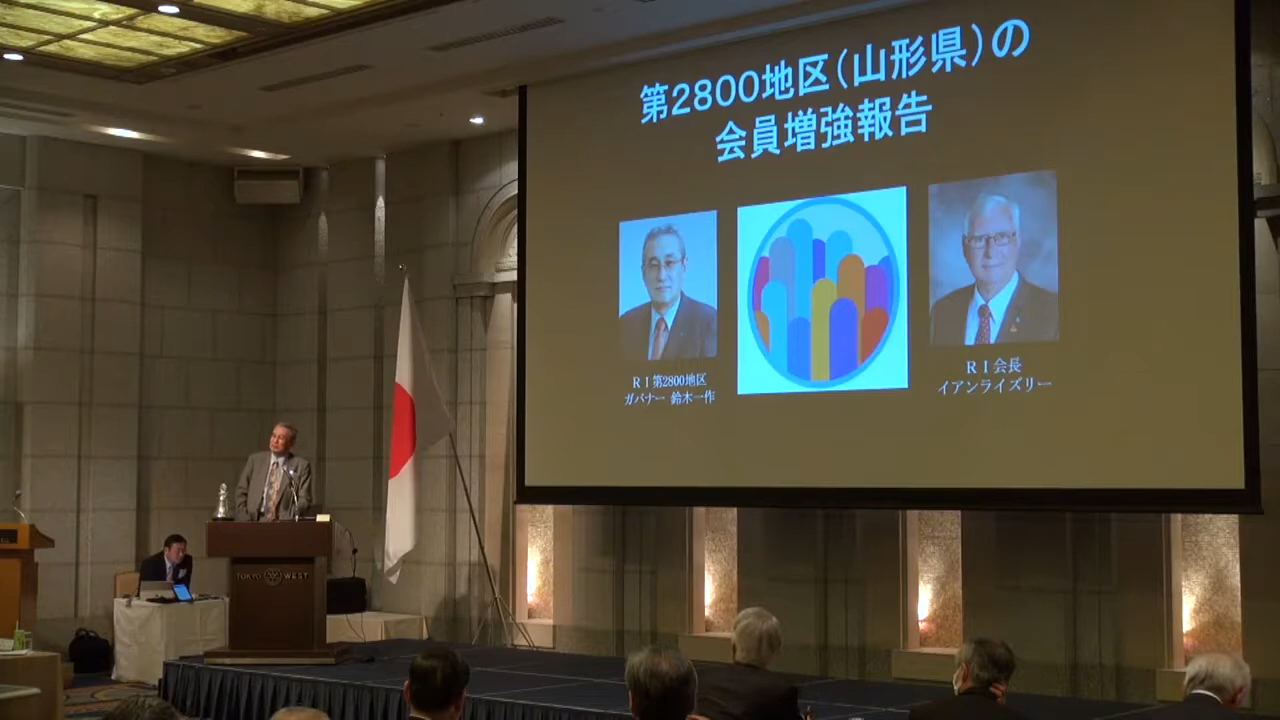 第2800地区(山形県)の
会員増強報告
ＲＩ第2800地区
ガバナー 鈴木一作
ＲＩ会長
イアンライズリー
TOKYO WEST